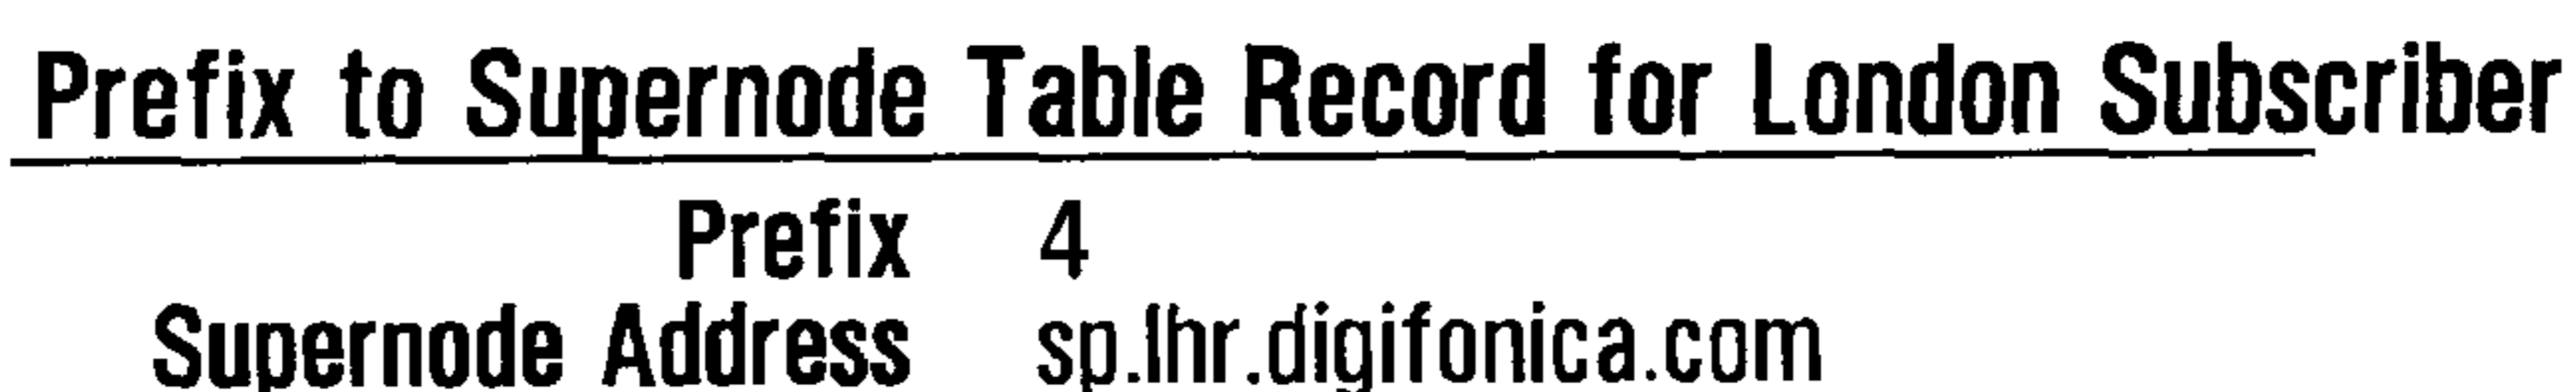 Prefix to Supernode Table Record for London Subscriber
Prefix 4
Supernode Address sp.lhr.digifonica.com